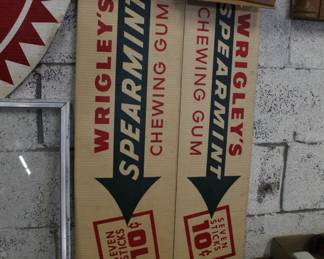 WRIGLEY'S
SPEARMINT
CHEWING GUM
SEVEN
STICKS
10¢
WRIGLEY'S
SPEARMINT
CHEWING GUM
SEVEN
STICKS
10¢